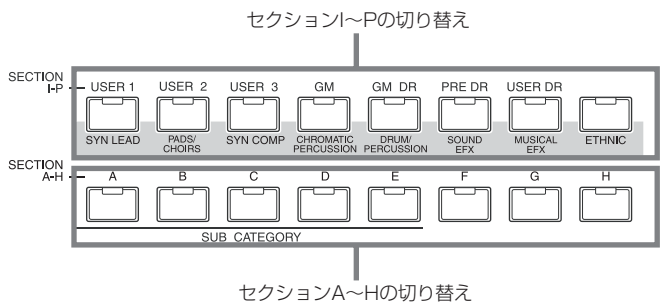 セクションI~Pの切り替え
SECTION
I-P
USER 1 USER 2 USER 3 GM GM DR PRE DR USER DR
SYN LEAD PADS/CHOIRS SYN COMP CHROMATIC PERCUSSION DRUM/PERCUSSION SOUND EFX MUSICAL EFX ETHNIC
SECTION
A-H
A B C D E F G H
SUB CATEGORY
セクションA~Hの切り替え